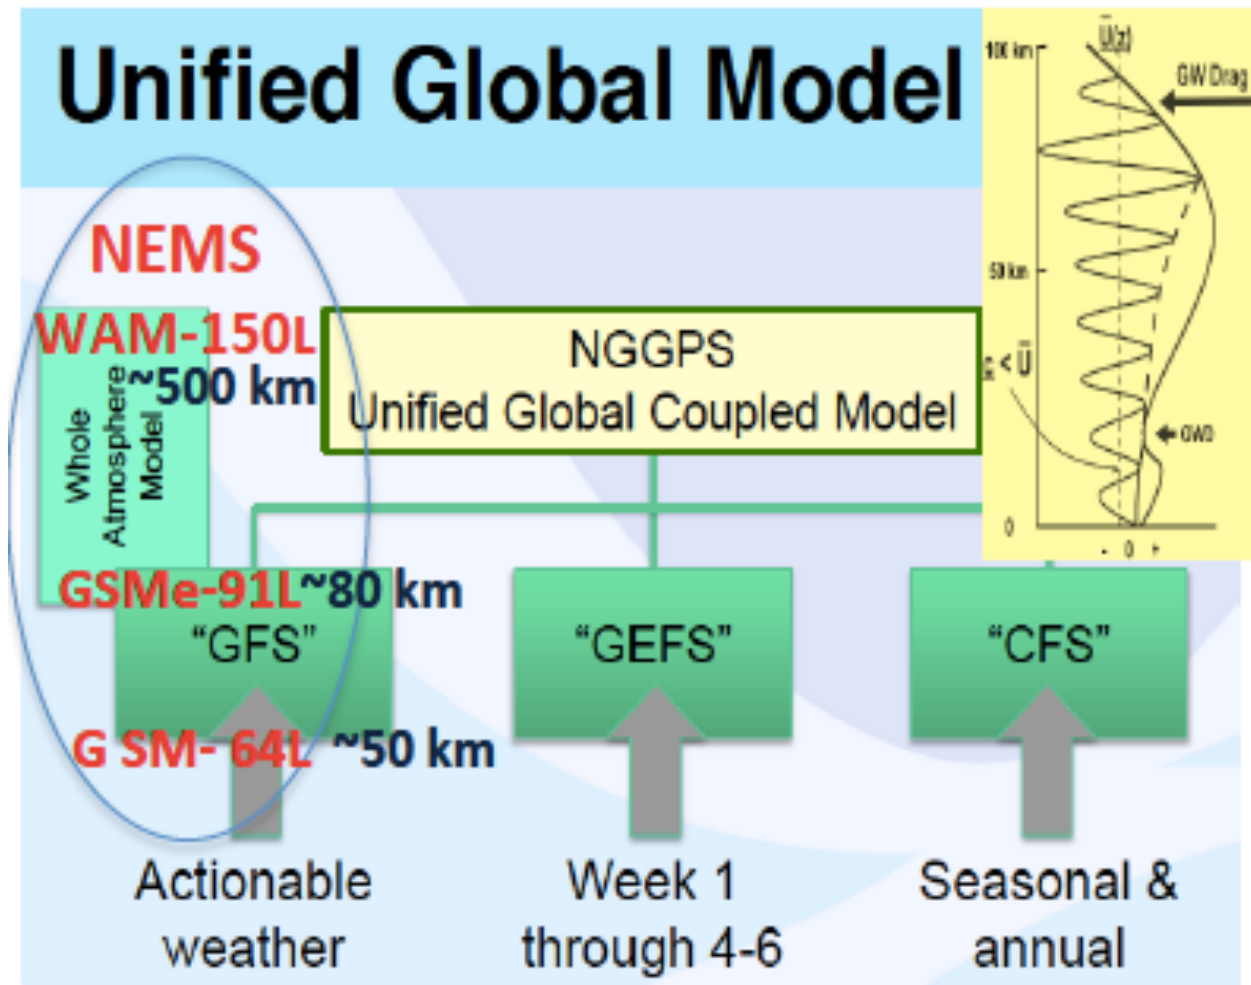 Unified Global Model
NEMS
WAM-150L
~500 km
Whole
Atmosphere
Model
NGGPS
Unified Global Coupled Model
GSMe-91L ~80 km
"GFS"
"GEFS"
"CFS"
G SM- 64L ~50 km
Actionable
weather
Week 1
through 4-6
Seasonal &
annual
Ū(z)
100 km
GW Drag
50 km
< Ū
GWD
0
- 0 +